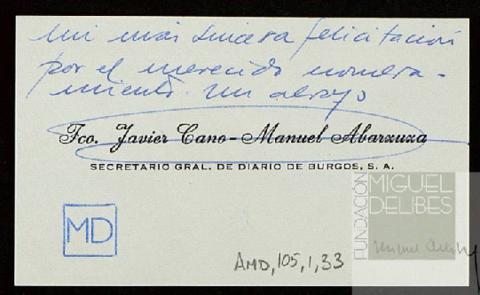 Mi más sincera felicitación
por el merecido nombra-
miento. Un abrazo
Fco. Javier Cano-Manuel Abarzuza
SECRETARIO GRAL. DE DIARIO DE BURGOS, S. A.
MD
AMD,105,1,33
FUNDACIÓN
MIGUEL
DELIBES